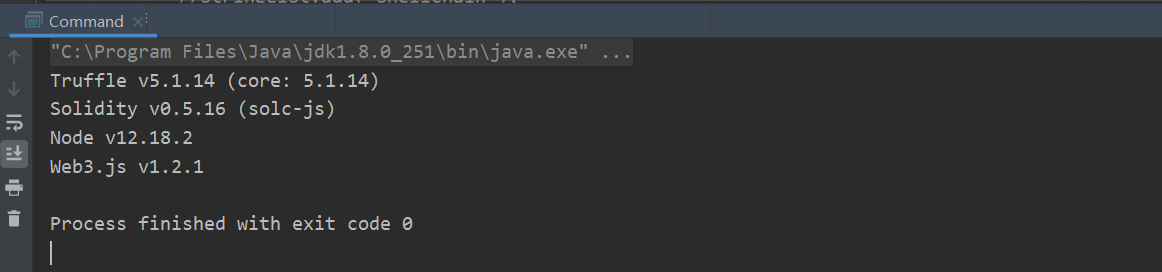 Command
"C:\Program Files\Java\jdk1.8.0_251\bin\java.exe" ...
Truffle v5.1.14 (core: 5.1.14)
Solidity v0.5.16 (solc-js)
Node v12.18.2
Web3.js v1.2.1
Process finished with exit code 0